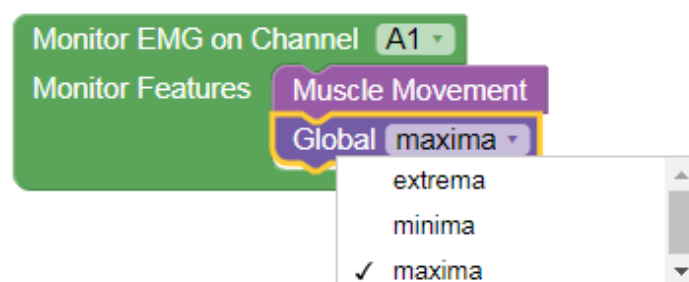 Monitor EMG on Channel A1
Monitor Features Muscle Movement
Global maxima
extrema
minima
✓ maxima